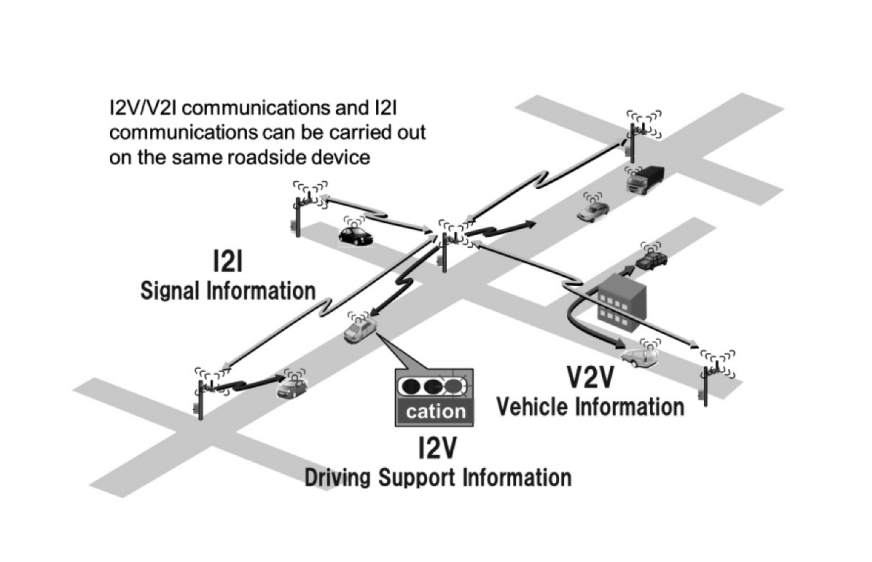 I2V/V2I communications and I2I
communications can be carried out
on the same roadside device
I2I
Signal Information
cation
I2V
Driving Support Information
V2V
Vehicle Information